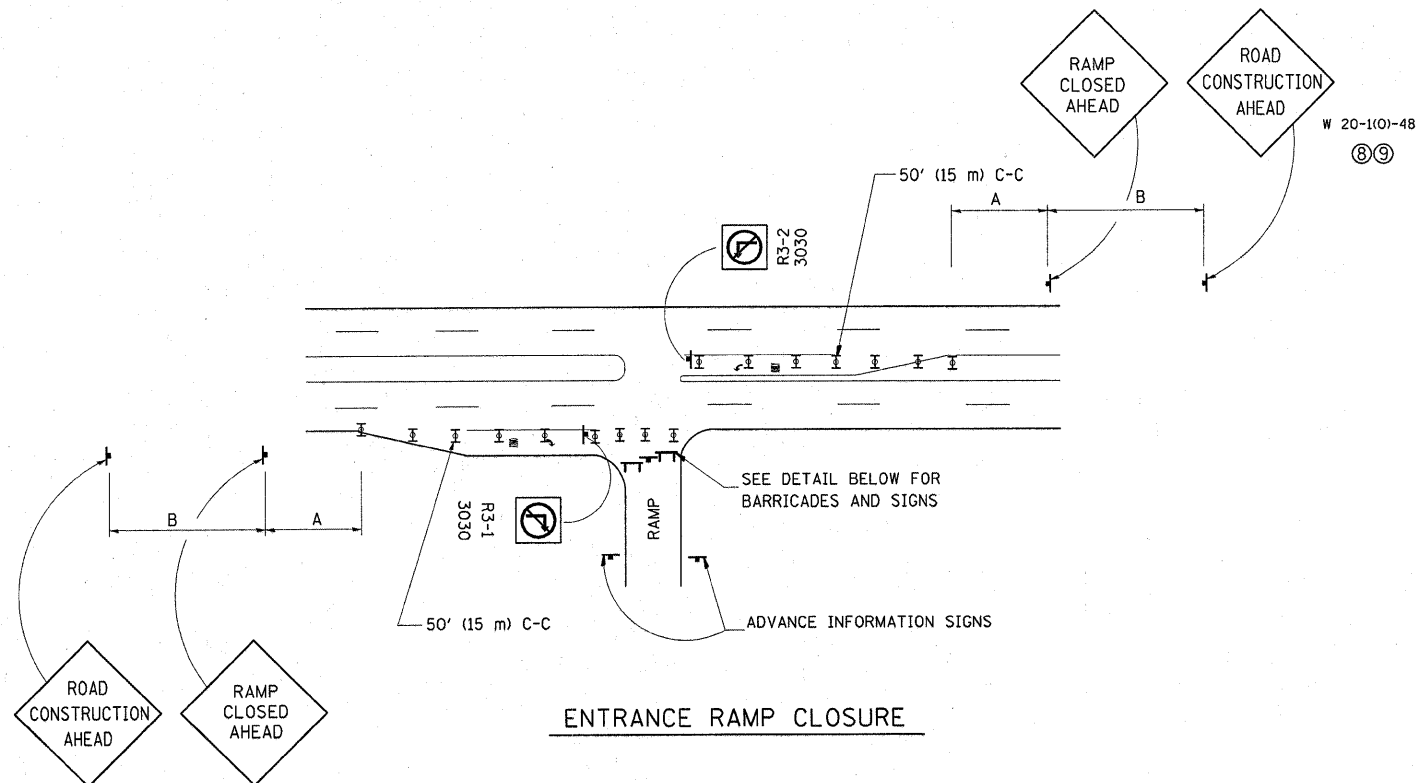 RAMP
CLOSED
AHEAD
ROAD
CONSTRUCTION
AHEAD
W 20-1(O)-48
⑧⑨
50' (15 m) C-C
A
B
R3-2
3030
SEE DETAIL BELOW FOR
BARRICADES AND SIGNS
RAMP
R3-1
3030
B
A
50' (15 m) C-C
ADVANCE INFORMATION SIGNS
ROAD
CONSTRUCTION
AHEAD
RAMP
CLOSED
AHEAD
ENTRANCE RAMP CLOSURE